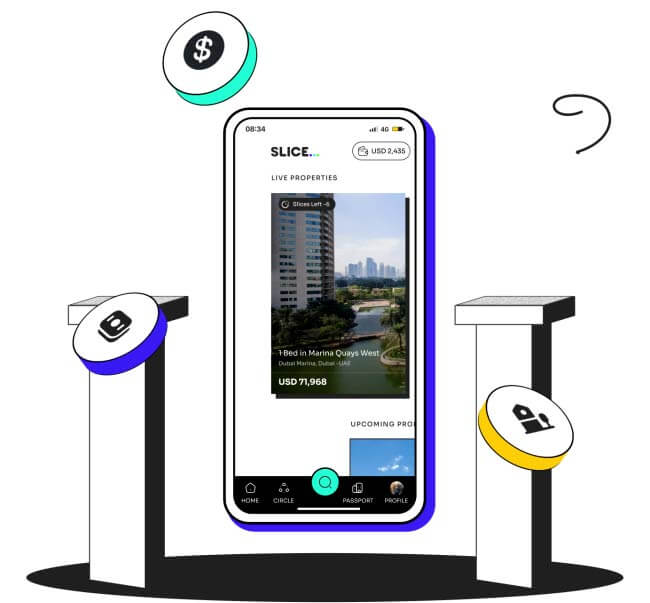 $
08:34
4G
SLICE...
USD 2,435
LIVE PROPERTIES
Slices Left -5
1 Bed in Marina Quays West
Dubai Marina, Dubai -UAE
USD 71,968
UPCOMING PRO
HOME
CIRCLE
PASSPORT
PROFILE